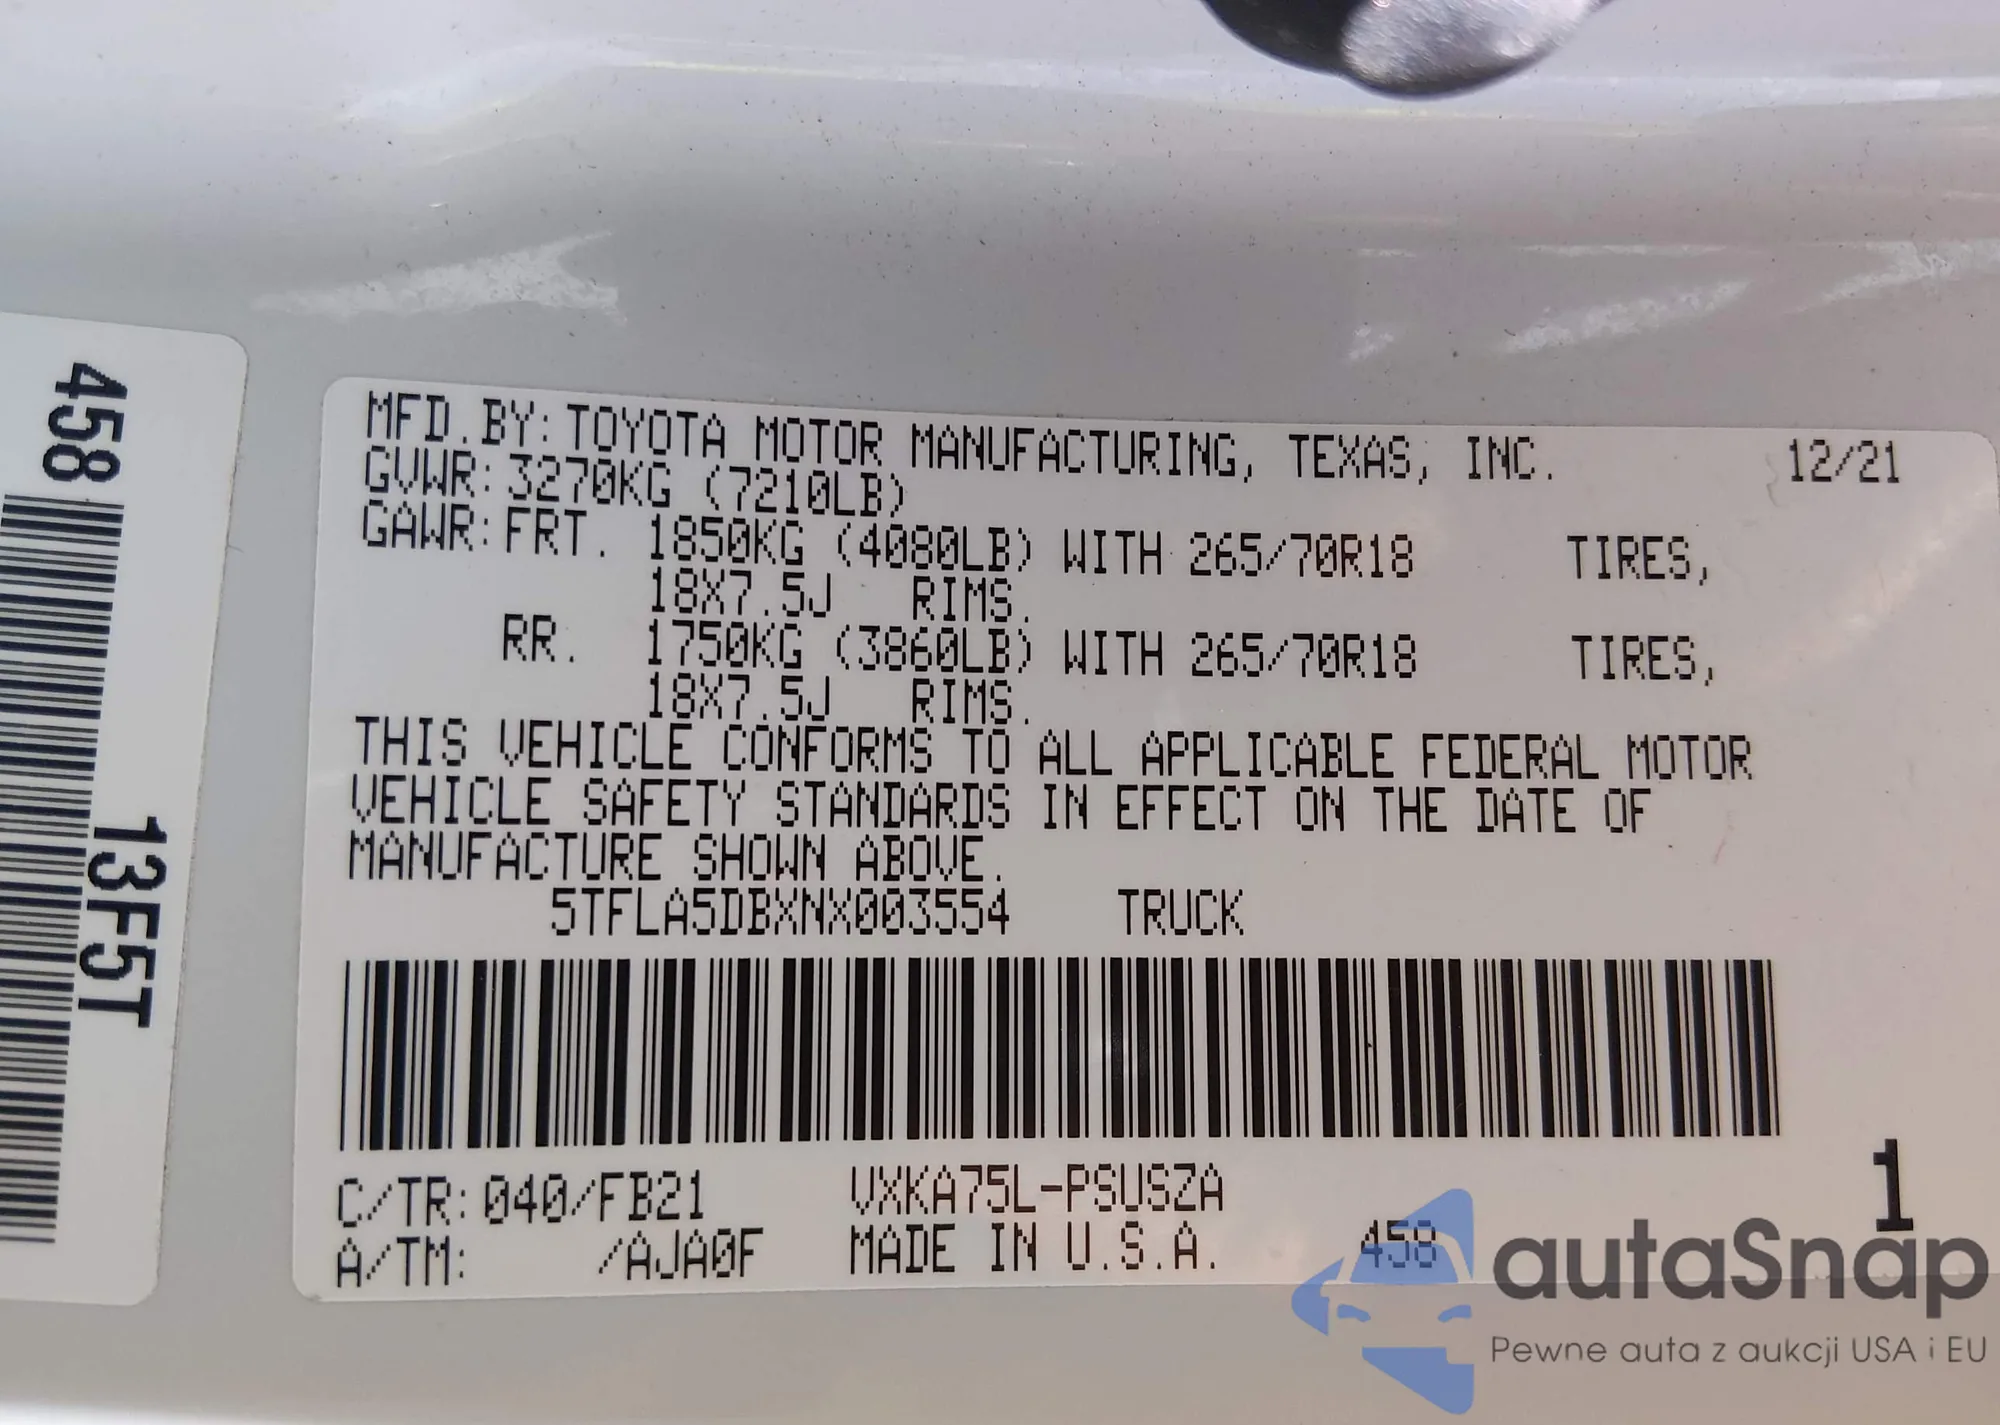 458
13F5T
MFD. BY: TOYOTA MOTOR MANUFACTURING, TEXAS, INC. 12/21
GVWR: 3270KG (7210LB)
GAWR: FRT. 1850KG (4080LB) WITH 265/70R18 TIRES,
18X7.5J RIMS.
RR. 1750KG (3860LB) WITH 265/70R18 TIRES,
18X7.5J RIMS.
THIS VEHICLE CONFORMS TO ALL APPLICABLE FEDERAL MOTOR
VEHICLE SAFETY STANDARDS IN EFFECT ON THE DATE OF
MANUFACTURE SHOWN ABOVE.
5TFLA5DBXNX003554 TRUCK
C/TR: 040/FB21 VXKA75L-PSUSZA 1
A/TM: /AJA0F MADE IN U.S.A. 458
autaSnap
Pewne auta z aukcji USA i EU